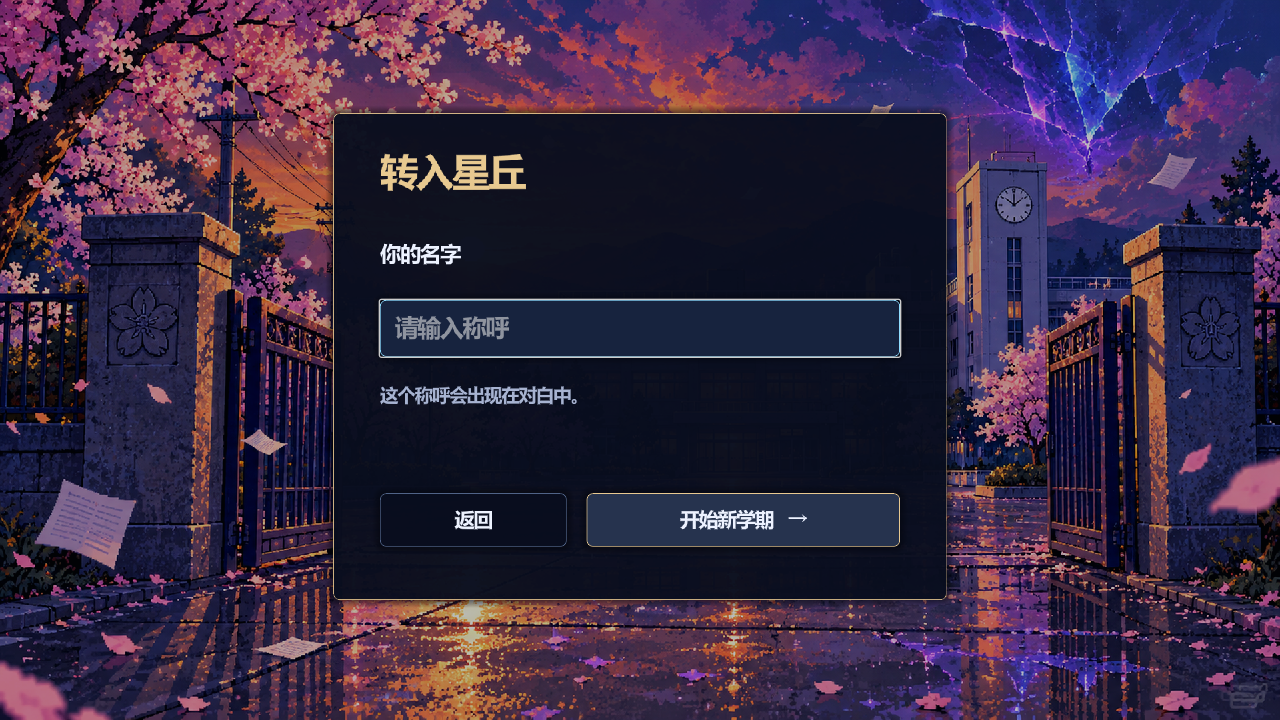 转入星丘
你的名字
请输入称呼
这个称呼会出现在对白中。
返回
开始新学期 →